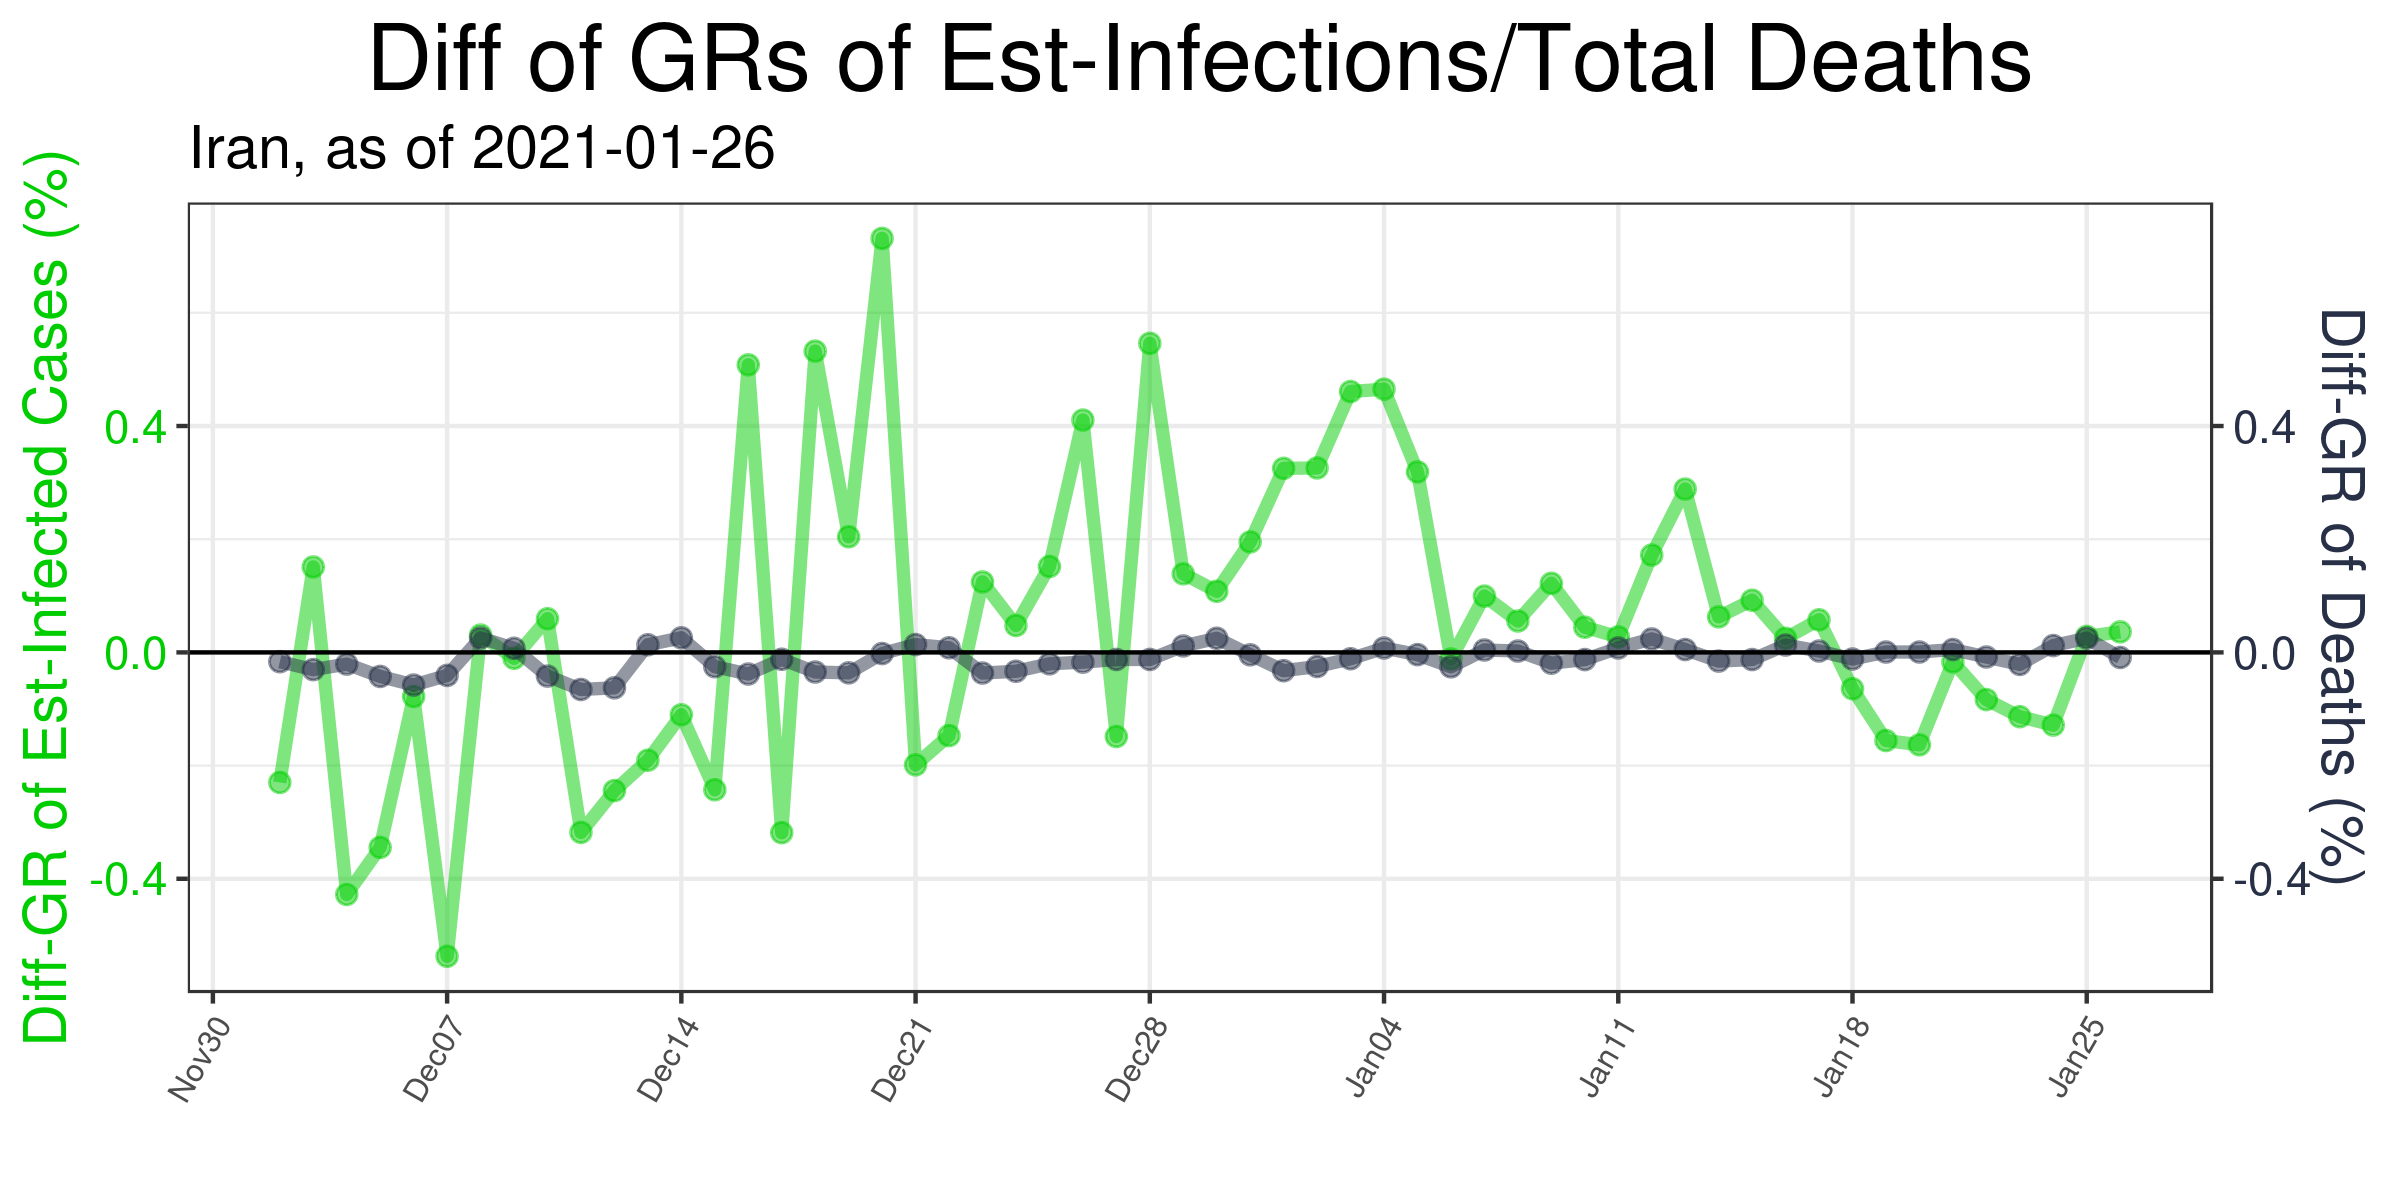 Diff of GRs of Est-Infections/Total Deaths
Iran, as of 2021-01-26
Diff-GR of Est-Infected Cases (%)
0.4
0.0
-0.4
0.4
0.0
-0.4
Diff-GR of Deaths (%)
Nov30
Dec07
Dec14
Dec21
Dec28
Jan04
Jan11
Jan18
Jan25